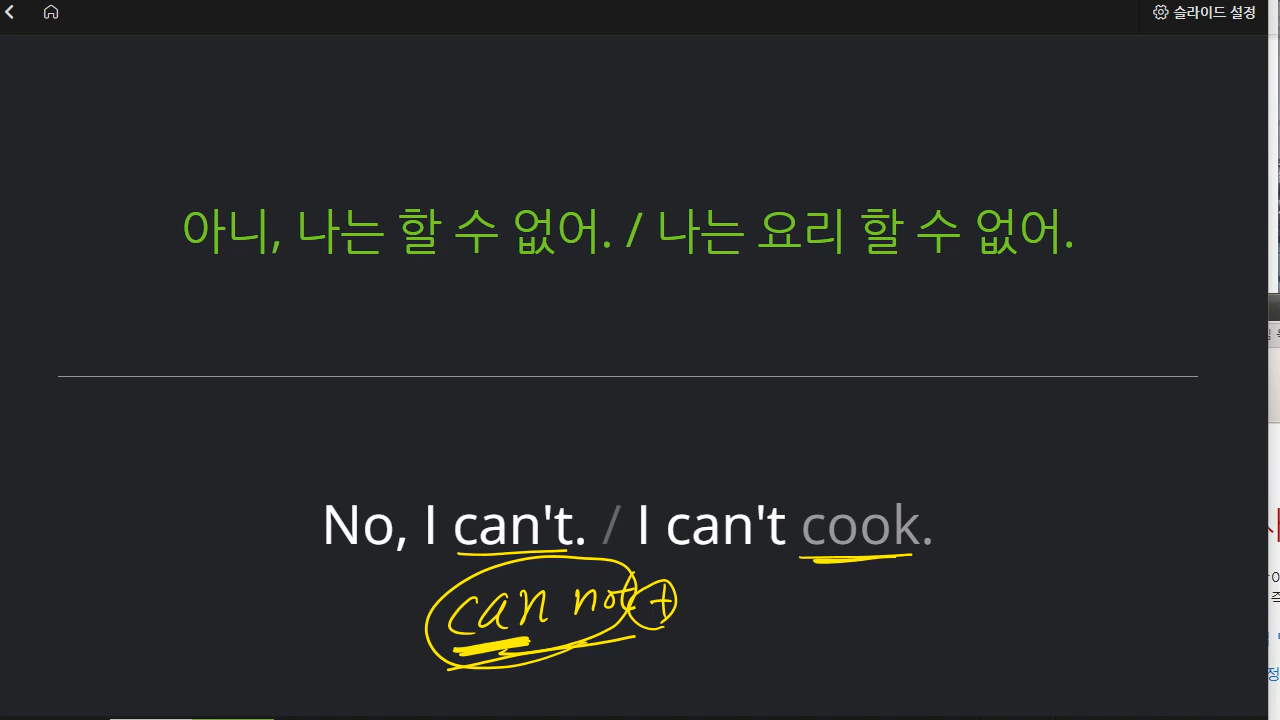 슬라이드 설정
아니, 나는 할 수 없어. / 나는 요리 할 수 없어.
No, I can't. / I can't cook.
can not +